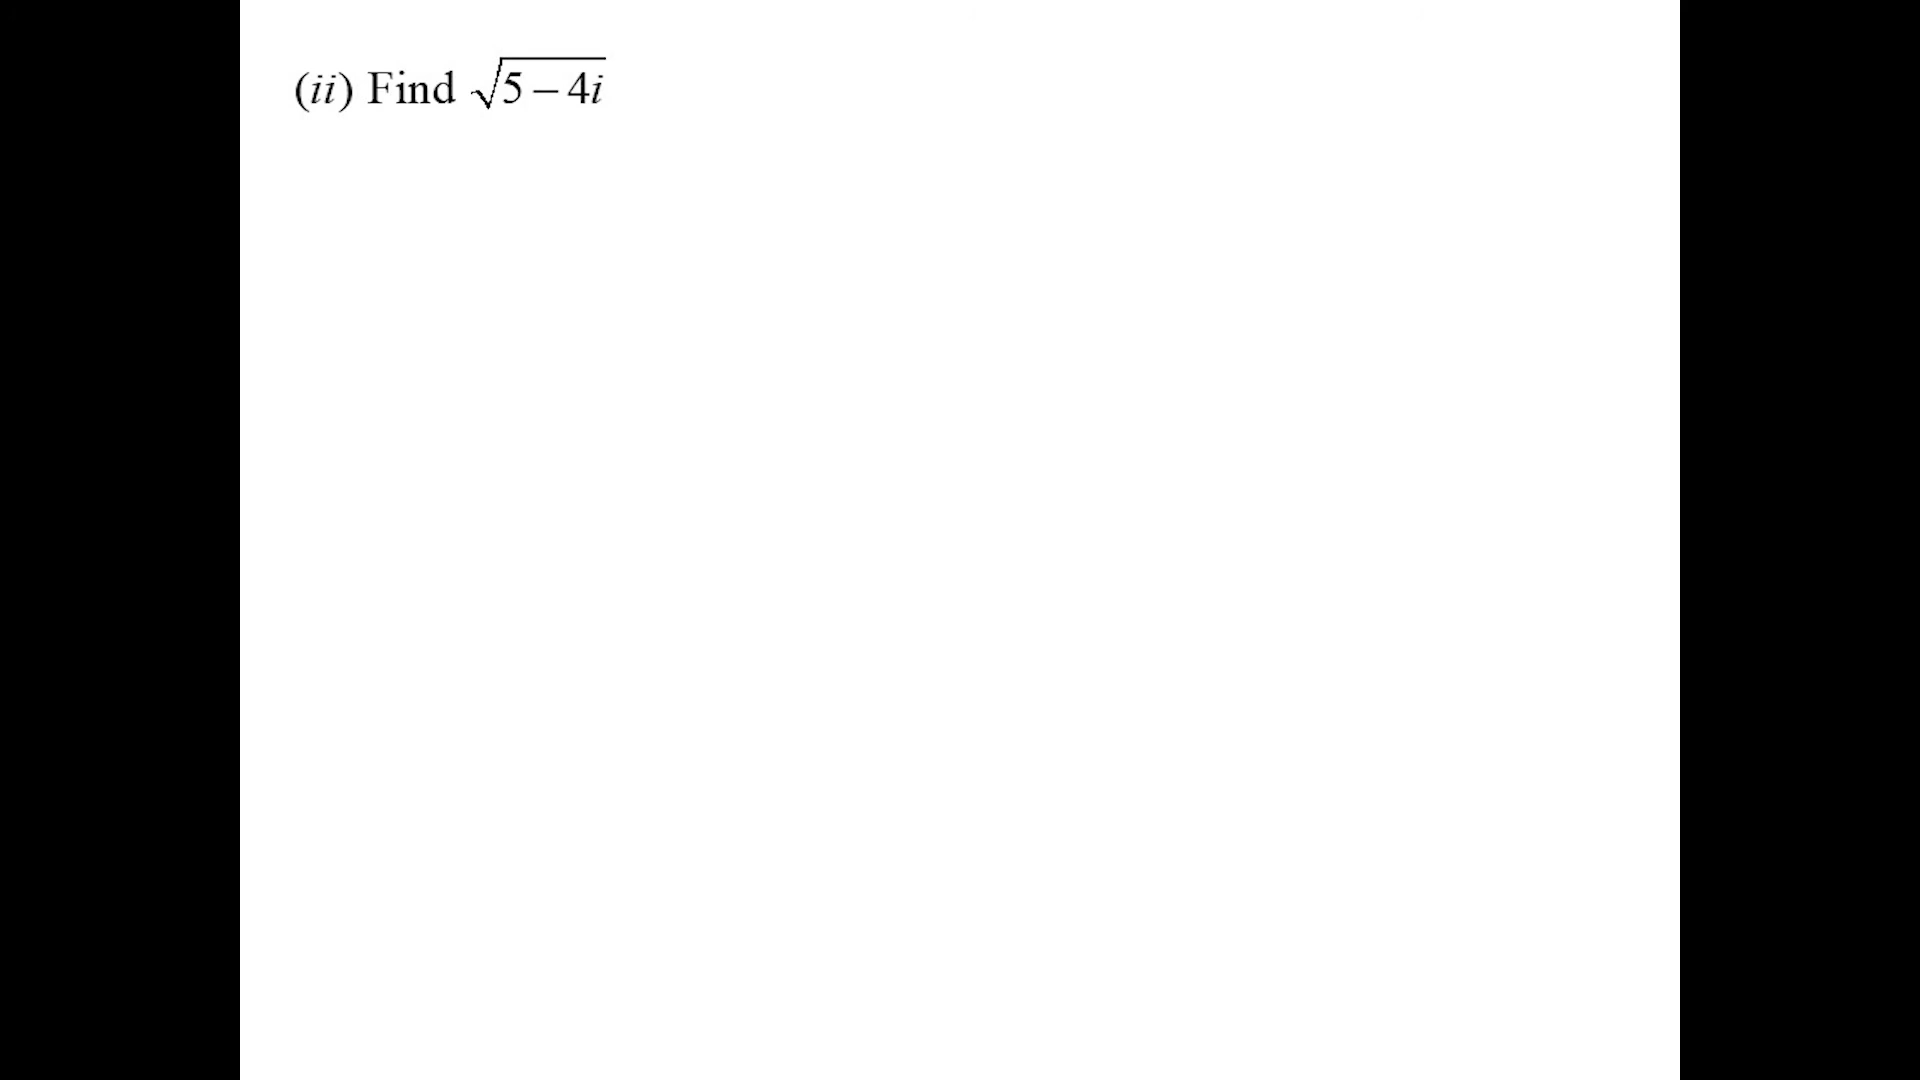 (ii) Find √5 – 4i